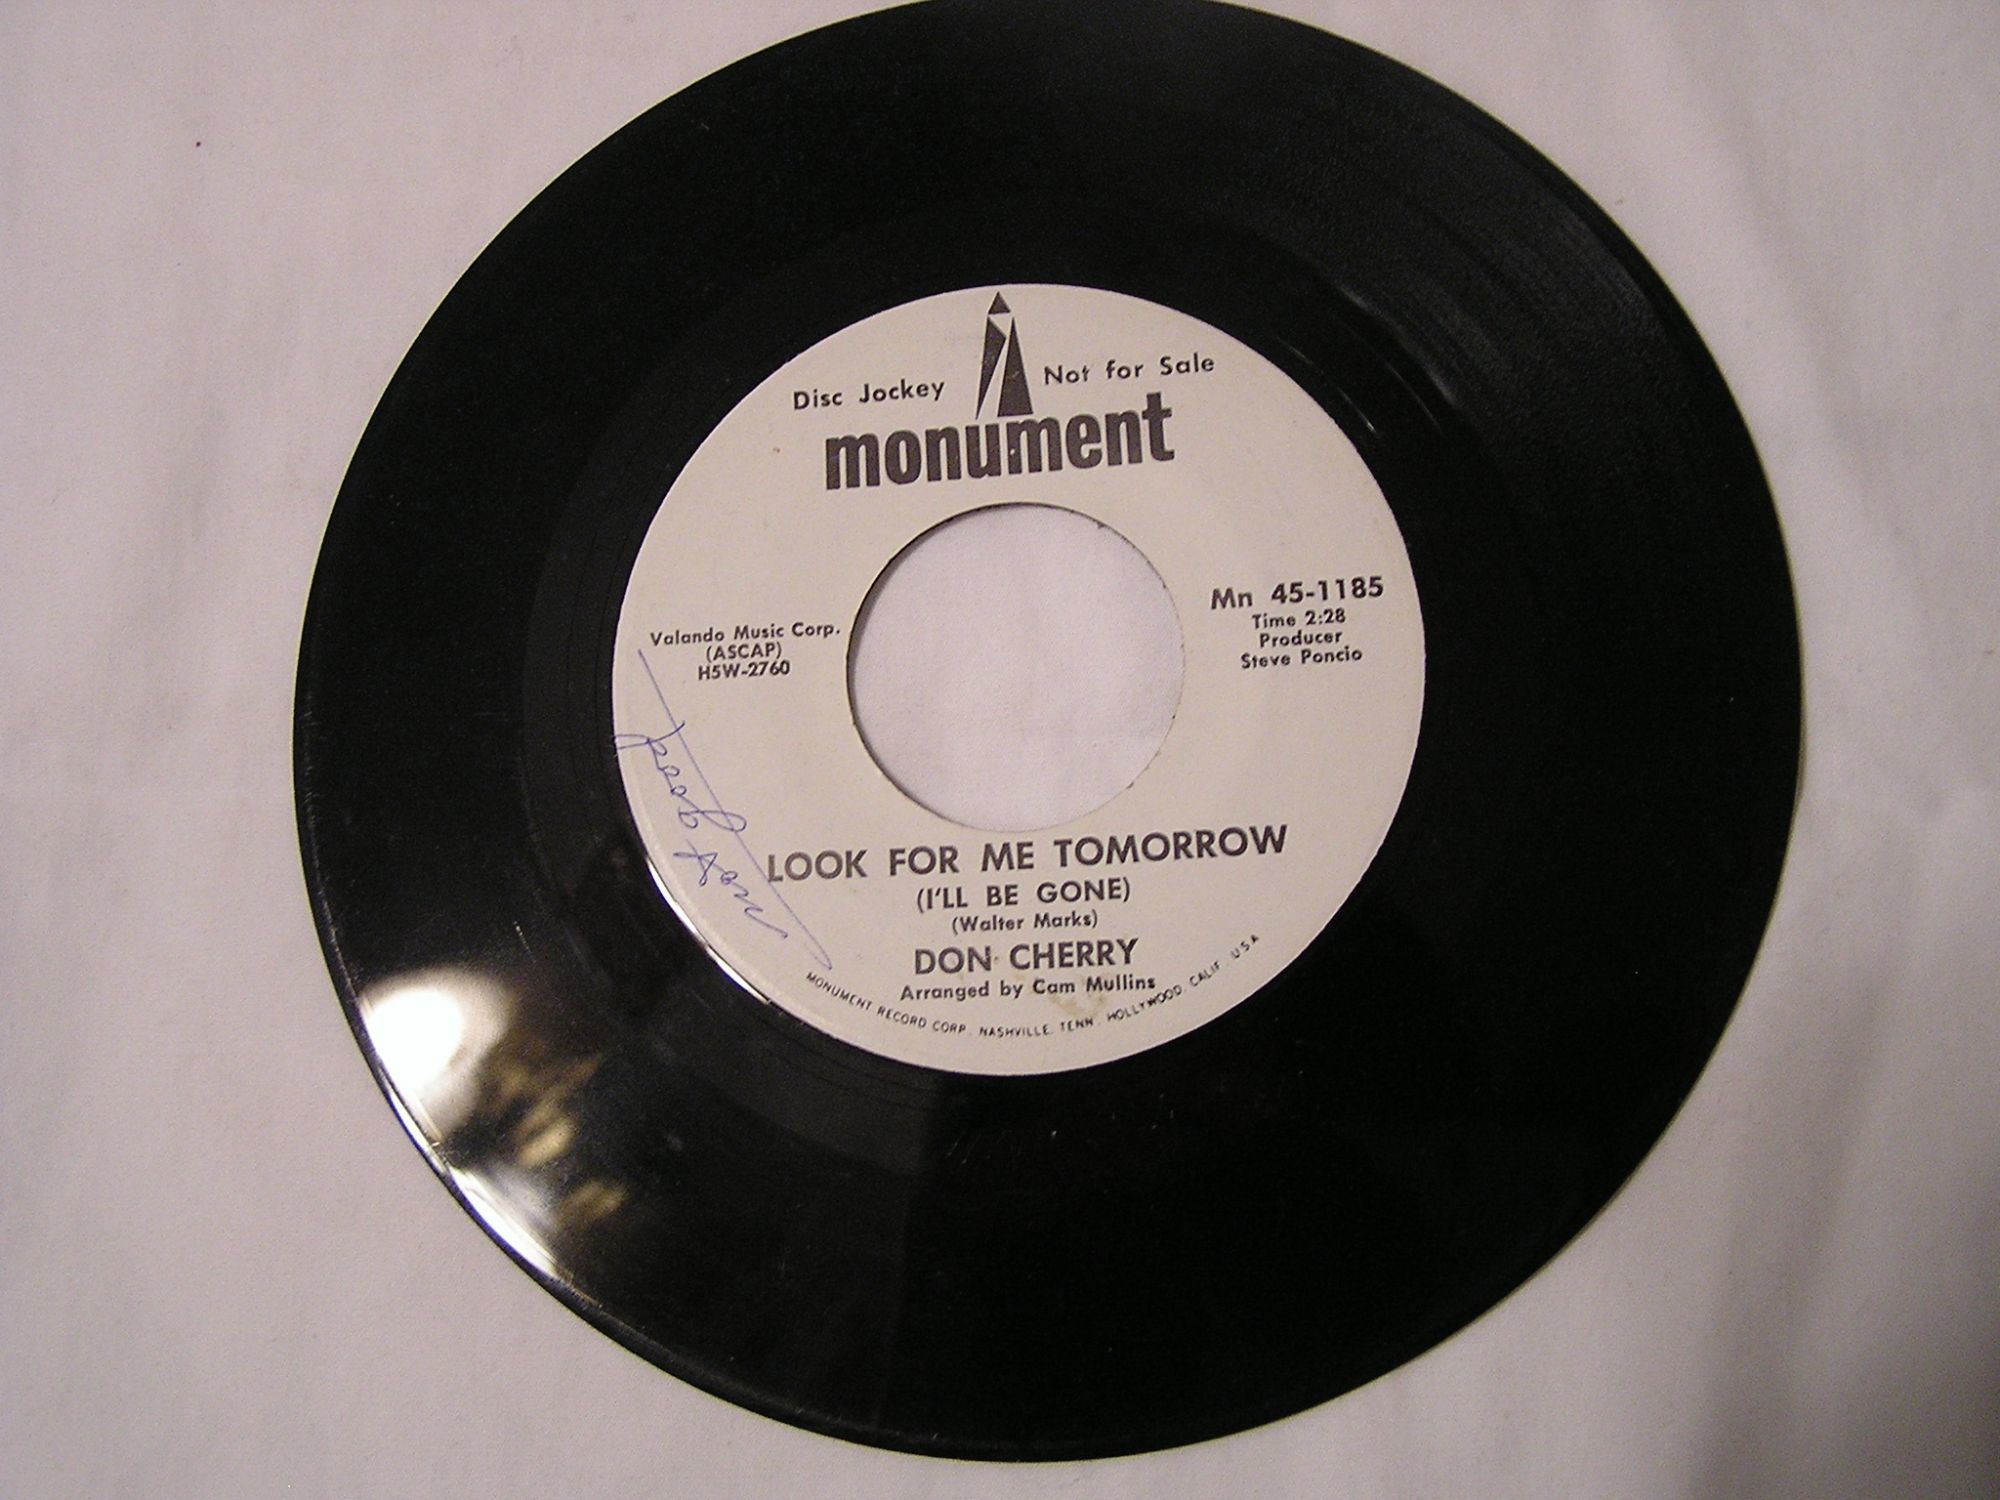 Disc Jockey Not for Sale
monument
Mn 45-1185
Time 2:28
Producer
Steve Poncio
Valando Music Corp.
(ASCAP)
H5W-2760
LOOK FOR ME TOMORROW
(I'LL BE GONE)
(Walter Marks)
DON CHERRY
Arranged by Cam Mullins
MONUMENT RECORD CORP. NASHVILLE, TENN. HOLLYWOOD, CALIF. U.S.A.